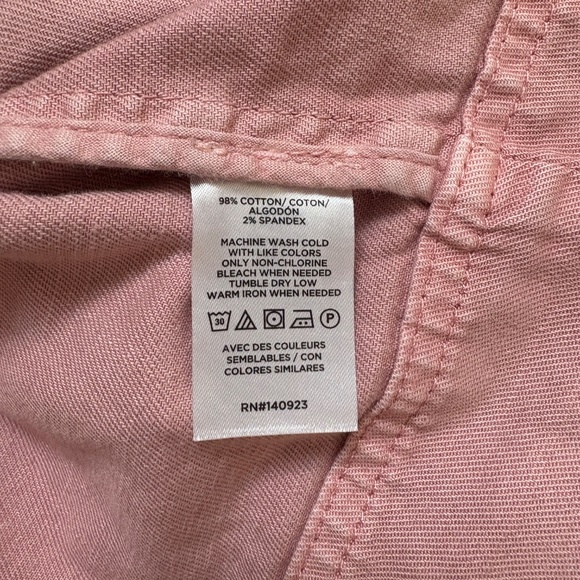 98% COTTON/ COTON/
ALGODÓN
2% SPANDEX
MACHINE WASH COLD
WITH LIKE COLORS
ONLY NON-CHLORINE
BLEACH WHEN NEEDED
TUMBLE DRY LOW
WARM IRON WHEN NEEDED
30 P
AVEC DES COULEURS
SEMBLABLES / CON
COLORES SIMILARES
RN#140923